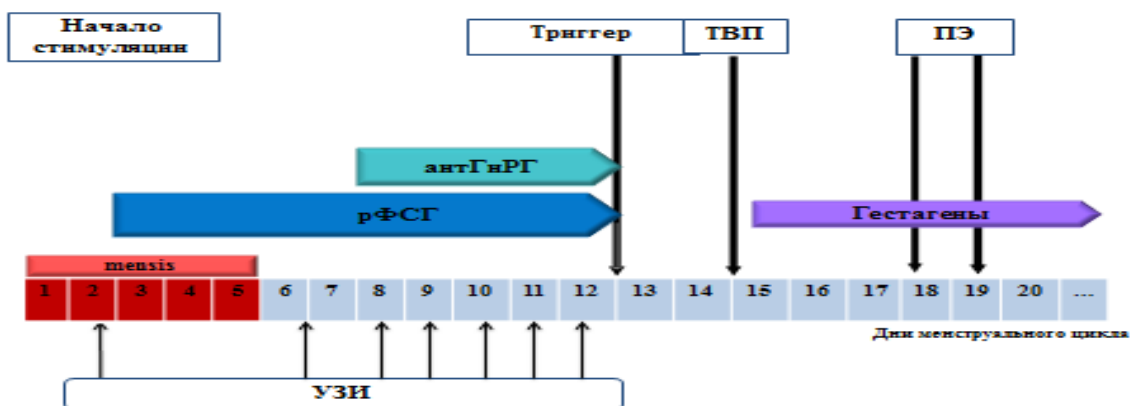 Начало
стимуляции
Триггер
ТВП
ПЭ
антГнРГ
рФСГ
Гестагены
mensis
1 2 3 4 5 6 7 8 9 10 11 12 13 14 15 16 17 18 19 20 ...
Дни менструального цикла
УЗИ